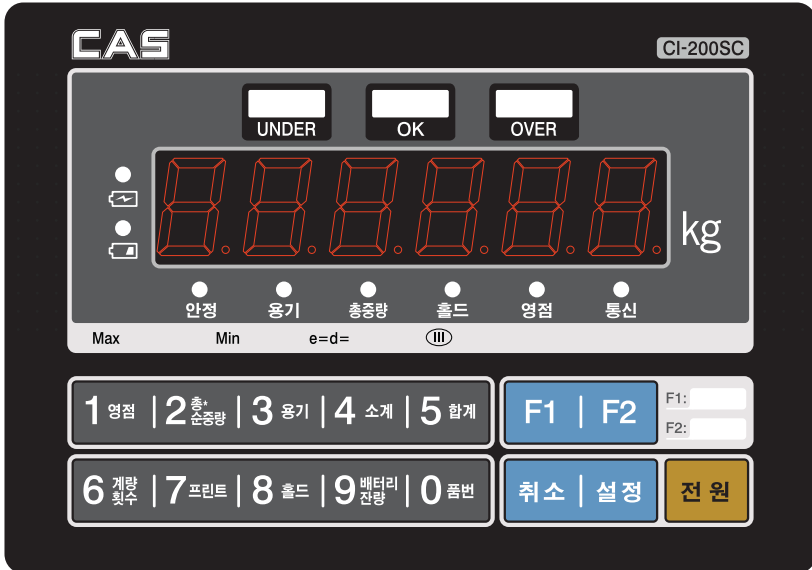 CAS
CI-200SC
UNDER OK OVER
kg
안정 용기 총중량 홀드 영점 통신
Max Min e=d= III
1 영점 2 총* 순중량 3 용기 4 소계 5 합계
F1 F2
F1:
F2:
6 계량 횟수 7 프린트 8 홀드 9 배터리 잔량 0 품번
취소 설정 전원